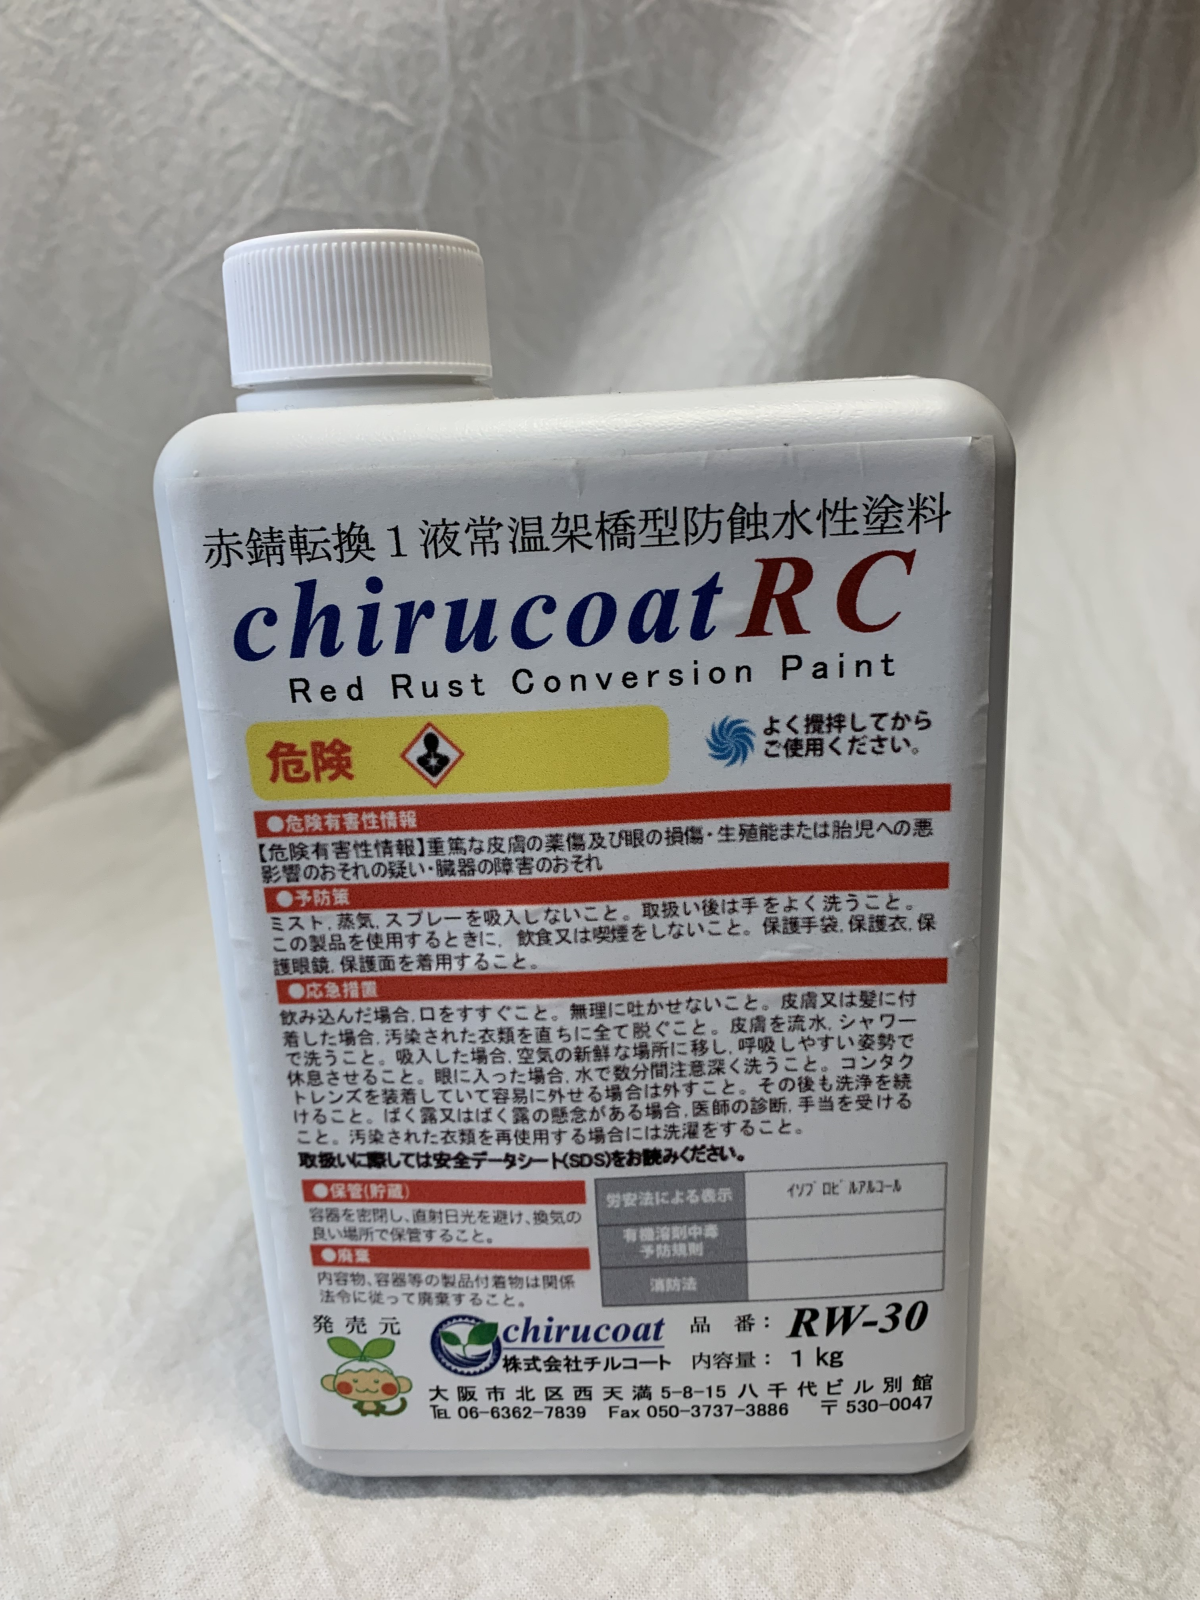 赤錆転換1液常温架橋型防蝕水性塗料
chirucoat RC
Red Rust Conversion Paint
危険
よく攪拌してから
ご使用ください。
●危険有害性情報
【危険有害性情報】重篤な皮膚の薬傷及び眼の損傷・生殖能または胎児への悪
影響のおそれの疑い・臓器の障害のおそれ
●予防策
ミスト,蒸気,スプレーを吸入しないこと。取扱い後は手をよく洗うこと。
この製品を使用するときに, 飲食又は喫煙をしないこと。保護手袋,保護衣,保
護眼鏡,保護面を着用すること。
●応急措置
飲み込んだ場合,口をすすぐこと。無理に吐かせないこと。皮膚又は髪に付
着した場合,汚染された衣類を直ちに全て脱ぐこと。皮膚を流水,シャワー
で洗うこと。吸入した場合,空気の新鮮な場所に移し,呼吸しやすい姿勢で
休息させること。眼に入った場合,水で数分間注意深く洗うこと。コンタク
トレンズを装着していて容易に外せる場合は外すこと。その後も洗浄を続
けること。ばく露又はばく露の懸念がある場合,医師の診断,手当を受ける
こと。汚染された衣類を再使用する場合には洗濯をすること。
取扱いに際しては安全データシート(SDS)をお読みください。
●保管(貯蔵)
容器を密閉し、直射日光を避け、換気の
良い場所で保管すること。
●廃棄
内容物、容器等の製品付着物は関係
法令に従って廃棄すること。
労安法による表示 イソプロピルアルコール
有機溶剤中毒
予防規則
消防法
発売元
chirucoat
株式会社チルコート
品 番: RW-30
内容量: 1 kg
大阪市北区西天満5-8-15 八千代ビル別館
TEL 06-6362-7839 Fax 050-3737-3886 〒530-0047